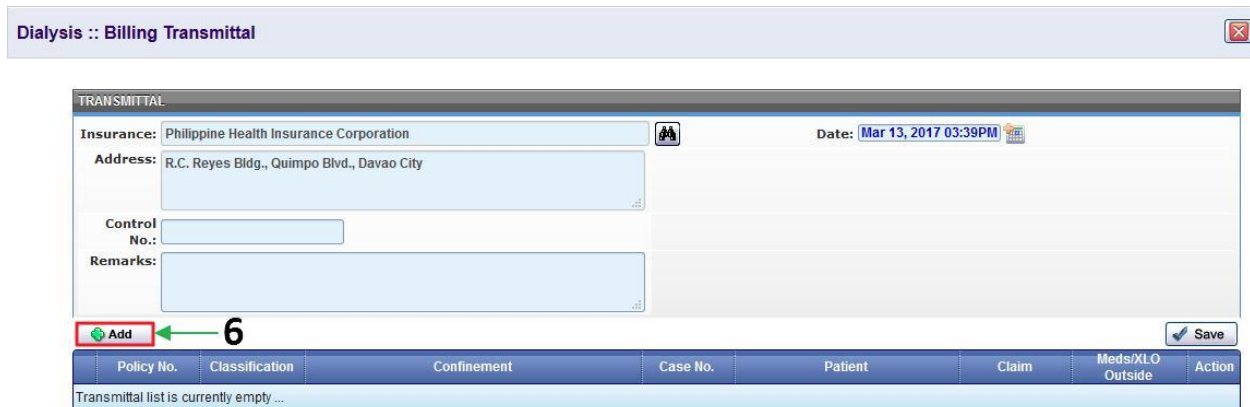 Dialysis :: Billing Transmittal
TRANSMITTAL
Insurance: Philippine Health Insurance Corporation Date: Mar 13, 2017 03:39PM
Address: R.C. Reyes Bldg., Quimpo Blvd., Davao City
Control
No.:
Remarks:
Add 6 Save
Policy No. Classification Confinement Case No. Patient Claim Meds/XLO Outside Action
Transmittal list is currently empty ...